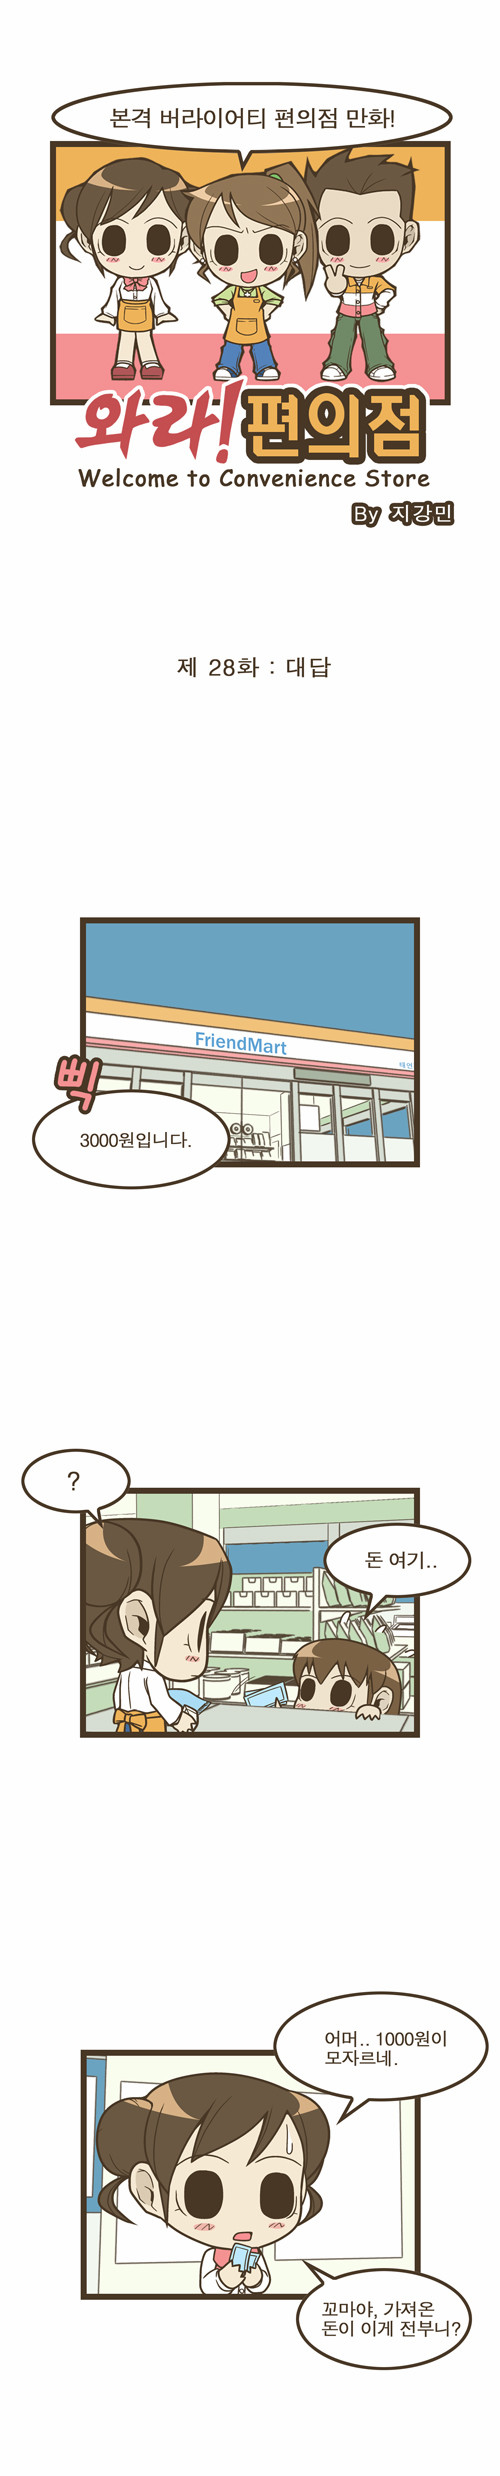 본격 버라이어티 편의점 만화!
와라! 편의점
Welcome to Convenience Store
By 지강민
제 28화 : 대답
FriendMart
삑
3000원입니다.
?
돈 여기..
어머.. 1000원이
모자르네.
꼬마야, 가져온
돈이 이게 전부니?